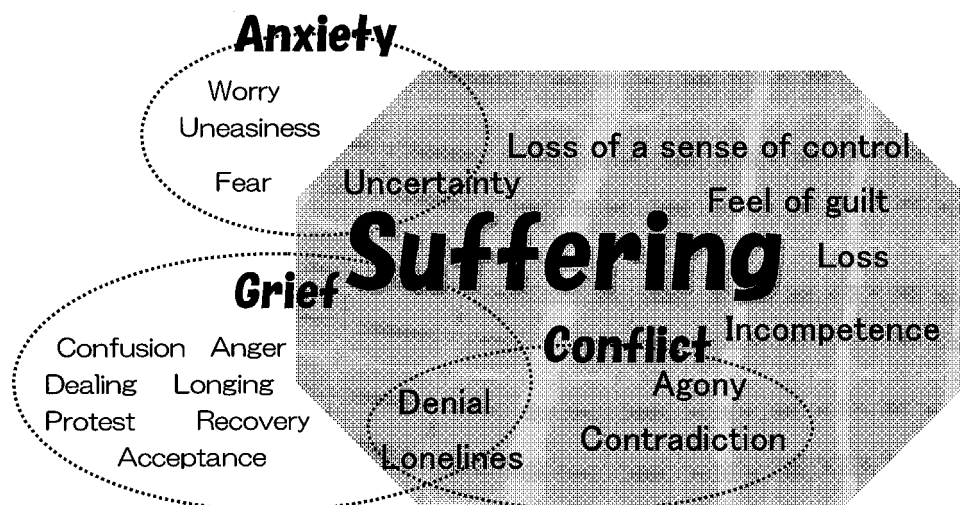 Anxiety
Worry
Uneasiness
Fear
Uncertainty
Loss of a sense of control
Feel of guilt
Suffering
Loss
Grief
Confusion Anger
Dealing Longing
Protest Recovery
Acceptance
Conflict
Incompetence
Agony
Denial
Contradiction
Lonelines